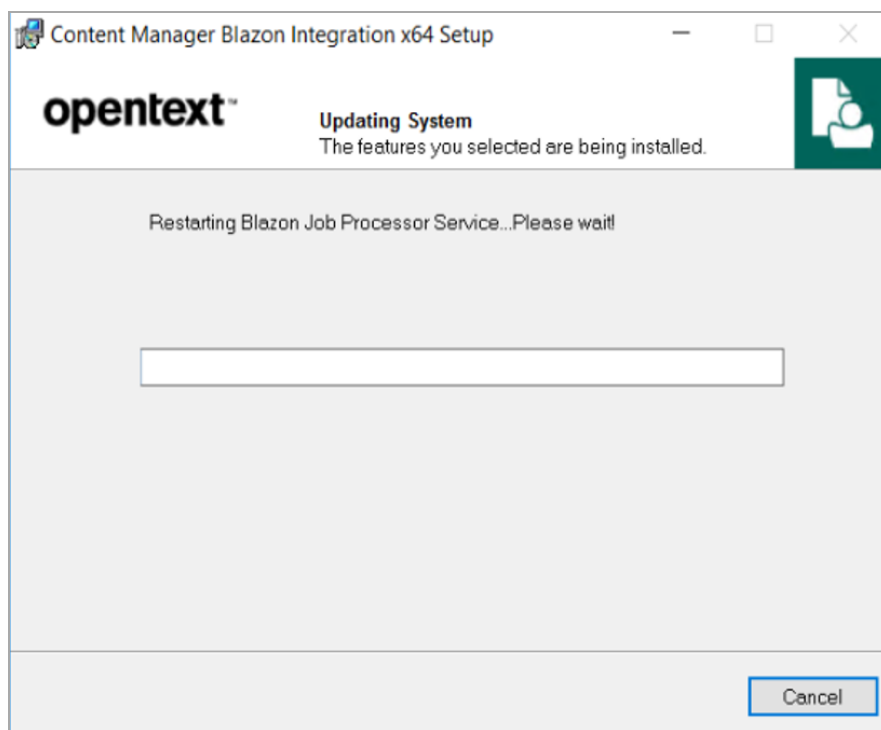 Content Manager Blazon Integration x64 Setup
opentext™
Updating System
The features you selected are being installed.
Restarting Blazon Job Processor Service...Please wait!
Cancel